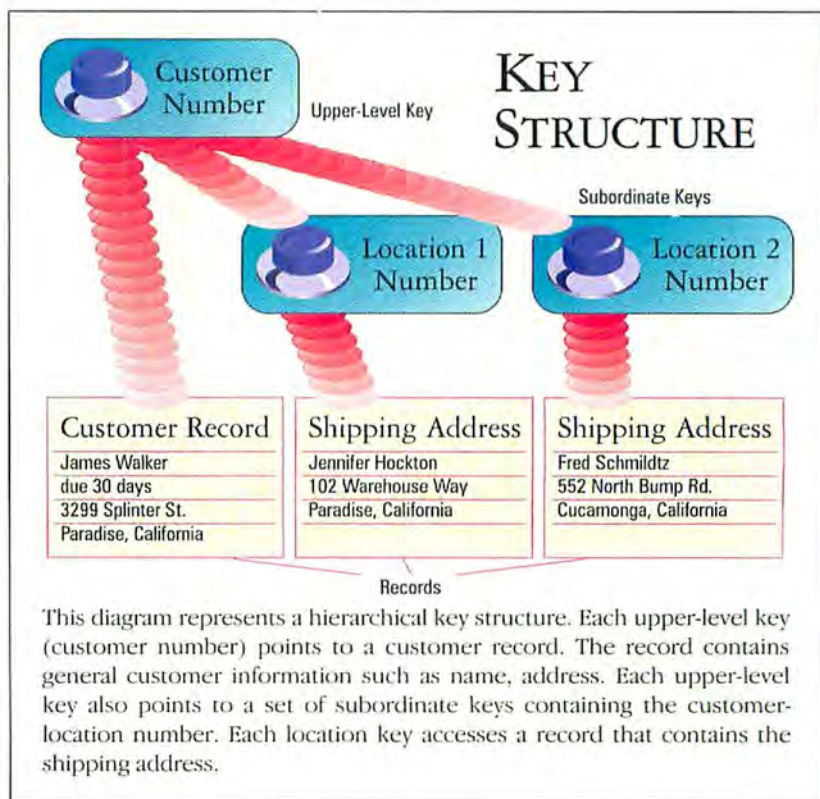 KEY
STRUCTURE
Customer
Number
Upper-Level Key
Subordinate Keys
Location 1
Number
Location 2
Number
Customer Record
James Walker
due 30 days
3299 Splinter St.
Paradise, California
Shipping Address
Jennifer Hockton
102 Warehouse Way
Paradise, California
Shipping Address
Fred Schmildtz
552 North Bump Rd.
Cucamonga, California
Records
This diagram represents a hierarchical key structure. Each upper-level key
(customer number) points to a customer record. The record contains
general customer information such as name, address. Each upper-level
key also points to a set of subordinate keys containing the customer-
location number. Each location key accesses a record that contains the
shipping address.